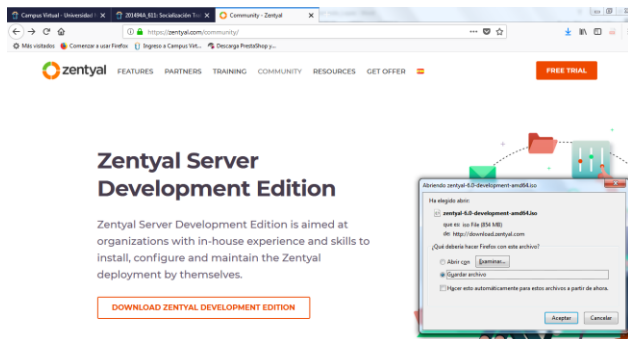 Campus Virtual - Universidad
201494A_611: Socialización Tra
Community - Zentyal
https://zentyal.com/community/
Más visitados Comenzar a usar Firefox Ingreso a Campus Virt... Descarga PrestaShop y...
zentyal FEATURES PARTNERS TRAINING COMMUNITY RESOURCES GET OFFER FREE TRIAL
Zentyal Server
Development Edition
Zentyal Server Development Edition is aimed at
organizations with in-house experience and skills to
install, configure and maintain the Zentyal
deployment by themselves.
DOWNLOAD ZENTYAL DEVELOPMENT EDITION
Abriendo zentyal-6.0-development-amd64.iso
Ha elegido abrir:
zentyal-6.0-development-amd64.iso
que es: iso File (854 MB)
de: http://download.zentyal.com
¿Qué debería hacer Firefox con este archivo?
Abrir con Examinar...
Guardar archivo
Hacer esto automáticamente para estos archivos a partir de ahora.
Aceptar Cancelar